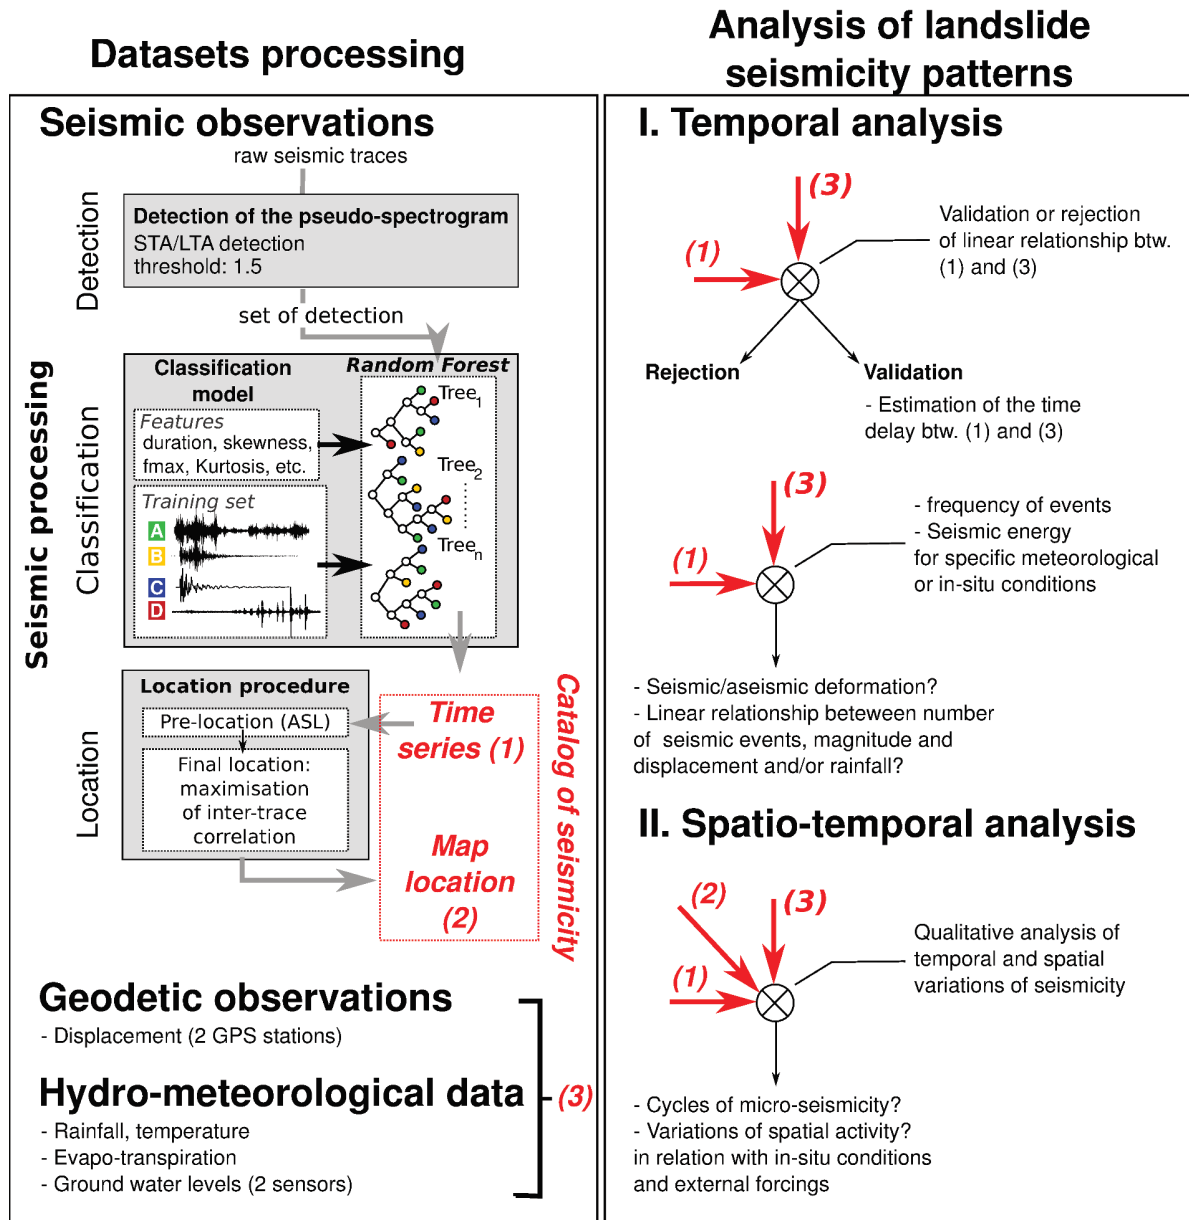 Datasets processing
Analysis of landslide
seismicity patterns
Seismic observations
raw seismic traces
Seismic processing
Detection
Detection of the pseudo-spectrogram
STA/LTA detection
threshold: 1.5
set of detection
Classification
Classification
model
Random Forest
Features
duration, skewness,
fmax, Kurtosis, etc.
Training set
A
B
C
D
Tree1
Tree2
Treen
Location
Location procedure
Pre-location (ASL)
Final location:
maximisation
of inter-trace
correlation
Time
series (1)
Map
location
(2)
Catalog of seismicity
Geodetic observations
- Displacement (2 GPS stations)
Hydro-meteorological data
- Rainfall, temperature
- Evapo-transpiration
- Ground water levels (2 sensors)
(3)
I. Temporal analysis
(3)
(1)
Validation or rejection
of linear relationship btw.
(1) and (3)
Rejection
Validation
- Estimation of the time
delay btw. (1) and (3)
(3)
(1)
- frequency of events
- Seismic energy
for specific meteorological
or in-situ conditions
- Seismic/aseismic deformation?
- Linear relationship beteween number
of seismic events, magnitude and
displacement and/or rainfall?
II. Spatio-temporal analysis
(2)
(3)
(1)
Qualitative analysis of
temporal and spatial
variations of seismicity
- Cycles of micro-seismicity?
- Variations of spatial activity?
in relation with in-situ conditions
and external forcings